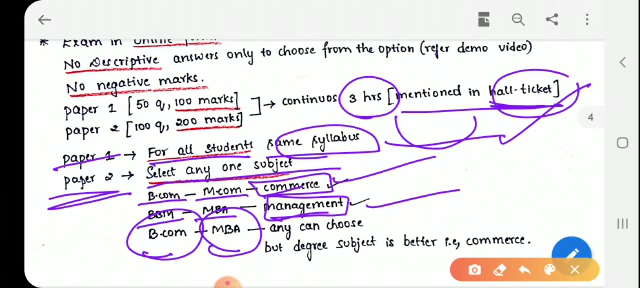 * Exam in Online
No Descriptive answers only to choose from the option (refer demo video)
No negative marks.
paper 1 [50 q, 100 marks] ] → continuos 3 hrs [mentioned in hall-ticket]
paper 2 [100 q, 200 marks]
4
paper 1 → For all students same syllabus
paper 2 → Select any one subject
B.com — M.com — commerce
BBM — MBA — management
B.com — MBA — any can choose
but degree subject is better i.e, commerce.